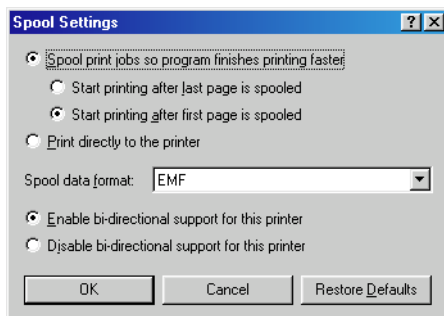 Spool Settings
Spool print jobs so program finishes printing faster
Start printing after last page is spooled
Start printing after first page is spooled
Print directly to the printer
Spool data format: EMF
Enable bi-directional support for this printer
Disable bi-directional support for this printer
OK Cancel Restore Defaults